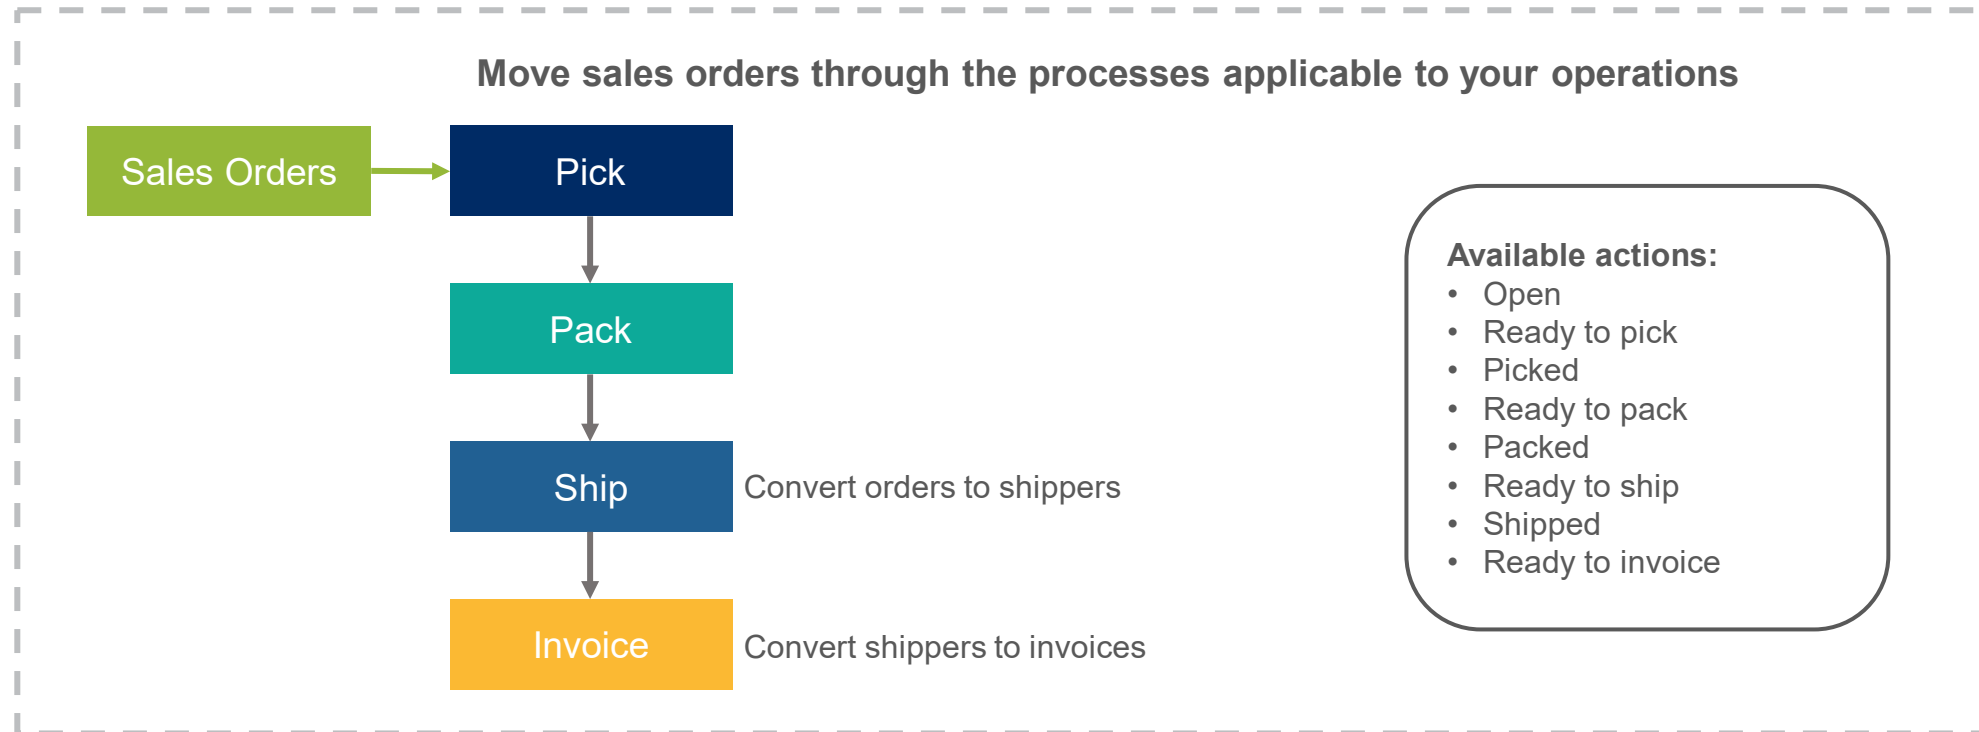 Move sales orders through the processes applicable to your operations
Sales Orders
Pick
Pack
Ship
Convert orders to shippers
Invoice
Convert shippers to invoices
Available actions:
• Open
• Ready to pick
• Picked
• Ready to pack
• Packed
• Ready to ship
• Shipped
• Ready to invoice